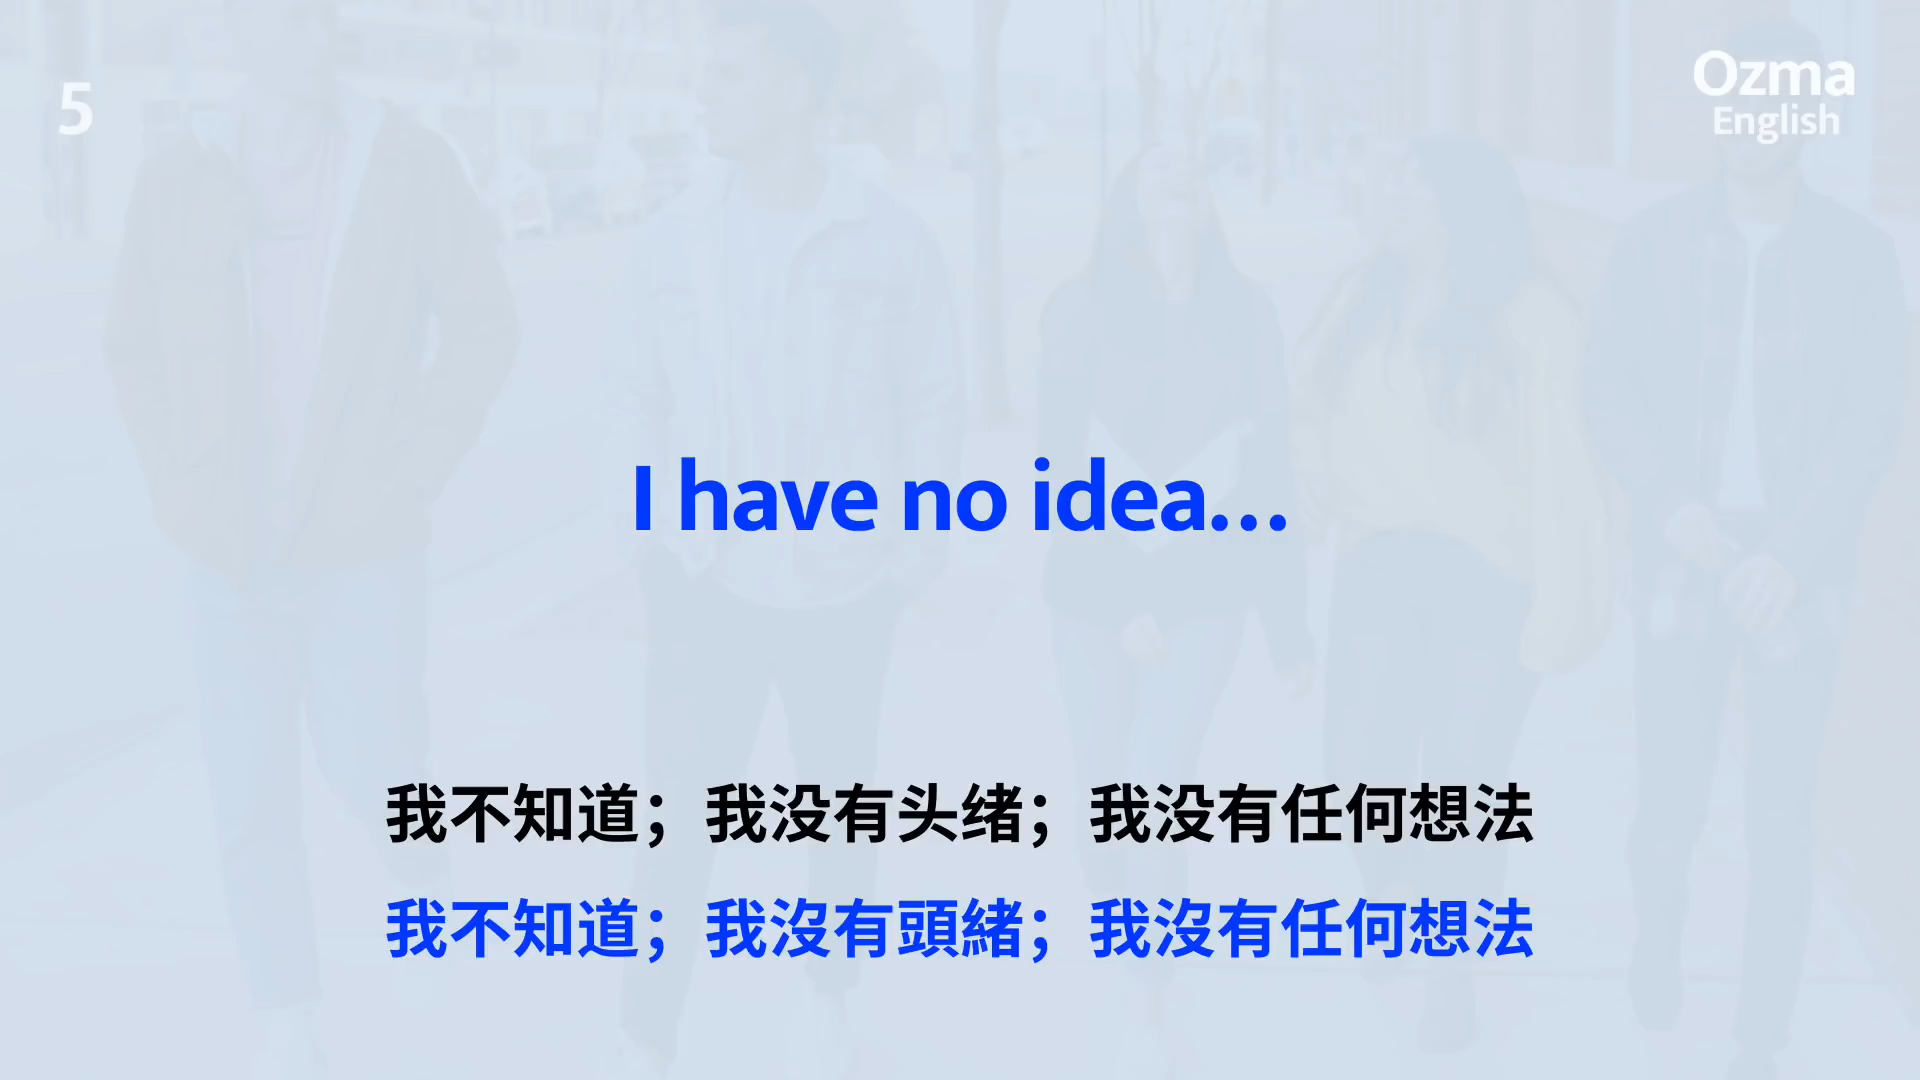 5
Ozma
English
I have no idea...
我不知道；我没有头绪；我没有任何想法
我不知道；我沒有頭緒；我沒有任何想法